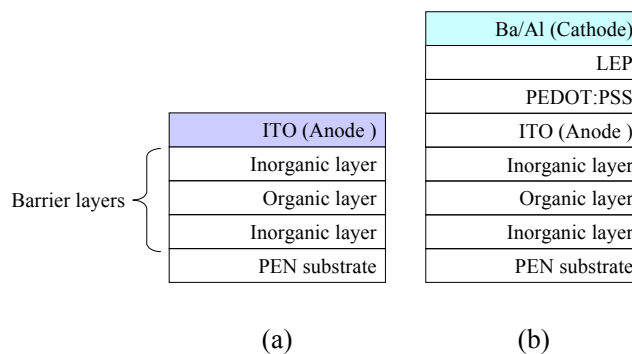 ITO (Anode )
Inorganic layer
Organic layer
Inorganic layer
PEN substrate
Barrier layers
(a)
Ba/Al (Cathode)
LEP
PEDOT:PSS
ITO (Anode )
Inorganic layer
Organic layer
Inorganic layer
PEN substrate
(b)